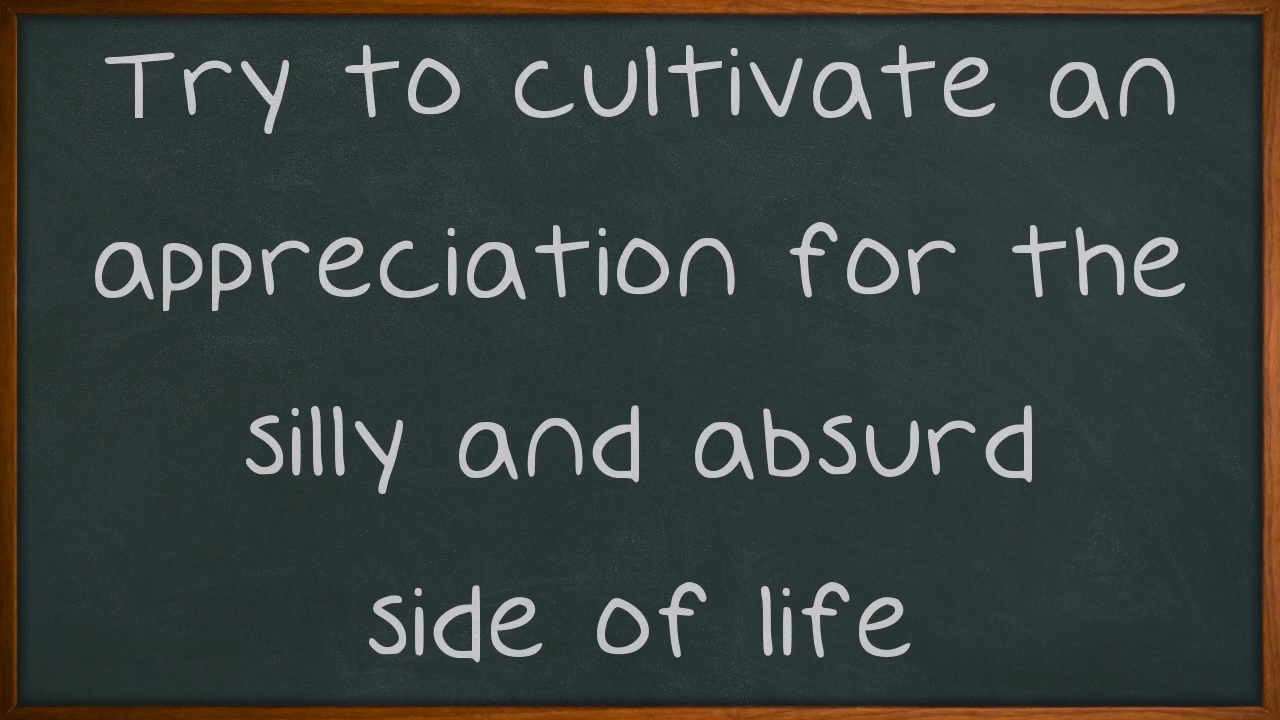 Try to cultivate an
appreciation for the
silly and absurd
side of life